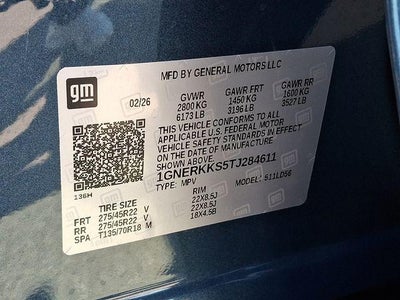 gm
MFD BY GENERAL MOTORS LLC
02/26 GVWR GAWR FRT GAWR RR
2800 KG 1450 KG 1600 KG
6173 LB 3196 LB 3527 LB
THIS VEHICLE CONFORMS TO ALL
APPLICABLE U.S. FEDERAL MOTOR
VEHICLE SAFETY STANDARDS IN EFFECT
ON THE DATE OF MANUFACTURE
SHOWN ABOVE.
1GNERKKS5TJ284611
136H TYPE: MPV MODEL: 611LD56
TIRE SIZE RIM
FRT 275/45R22 V 22X8.5J
RR 275/45R22 V 22X8.5J
SPA T135/70R18 M 18X4.5B